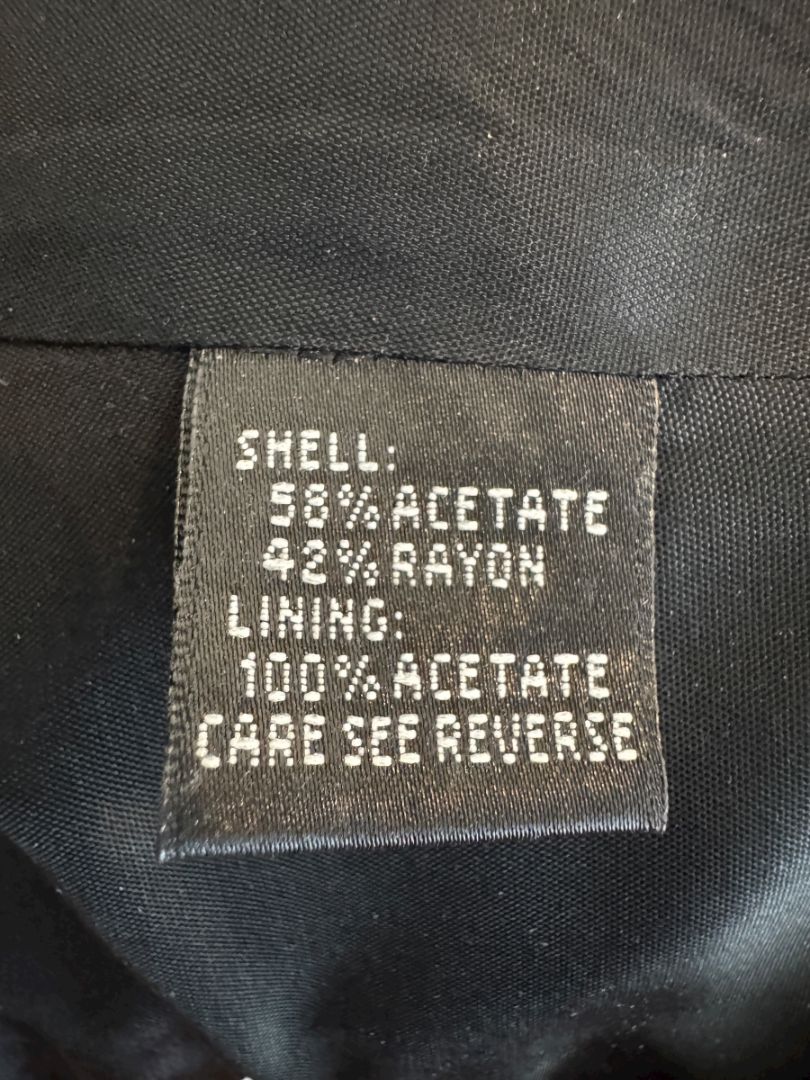 SHELL:
58% ACETATE
42% RAYON
LINING:
100% ACETATE
CARE SEE REVERSE